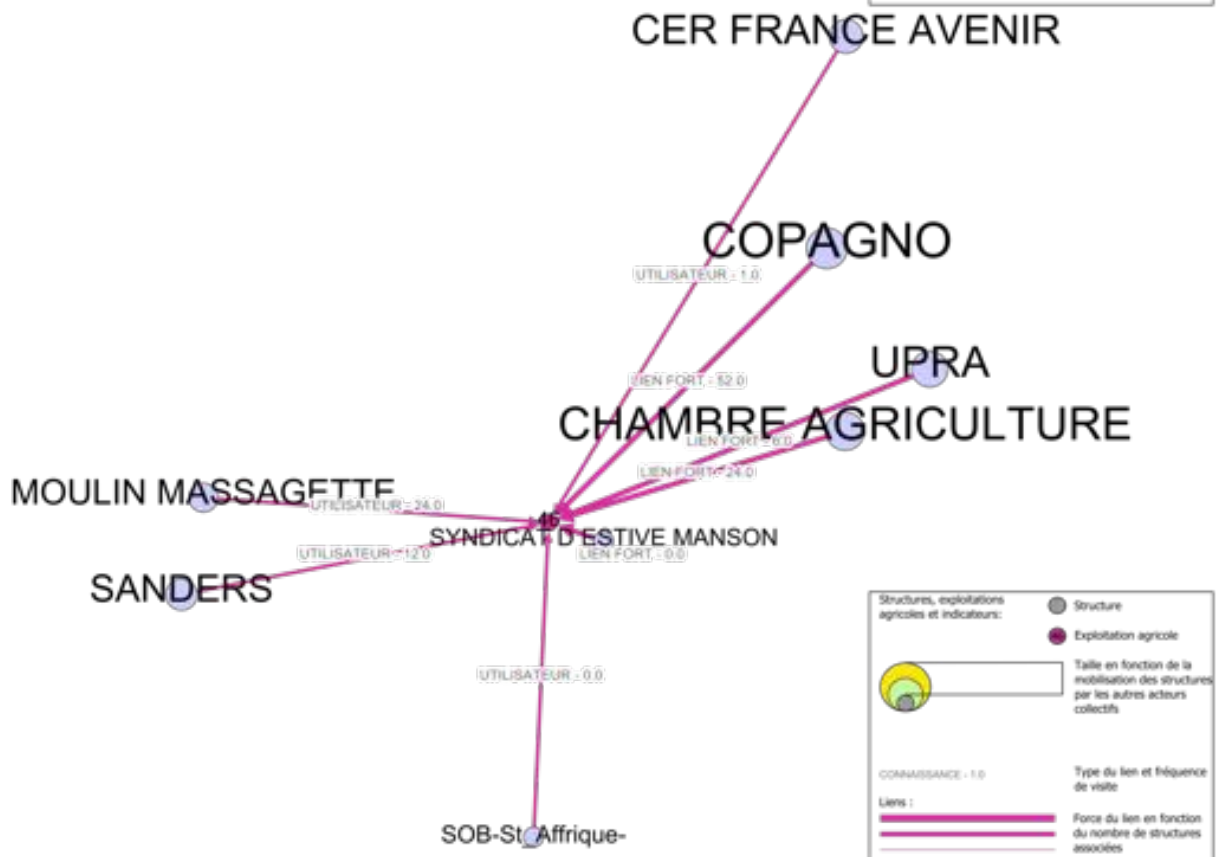 CER FRANCE AVENIR
COPAGNO
UTILISATEUR - 1.0
UPRA
LIEN FORT - 52.0
CHAMBRE AGRICULTURE
LIEN FORT - 6.0
LIEN FORT - 24.0
MOULIN MASSAGETTE
UTILISATEUR - 24.0
46
SYNDICAT D ESTIVE MANSON
UTILISATEUR - 12.0
LIEN FORT - 0.0
SANDERS
UTILISATEUR - 0.0
SOB-St_Affrique-
Structures, exploitations
agricoles et indicateurs:
Structure
Exploitation agricole
Taille en fonction de la
mobilisation des structures
par les autres acteurs
collectifs
CONNAISSANCE - 1.0
Type du lien et fréquence
de visite
Liens :
Force du lien en fonction
du nombre de structures
associées